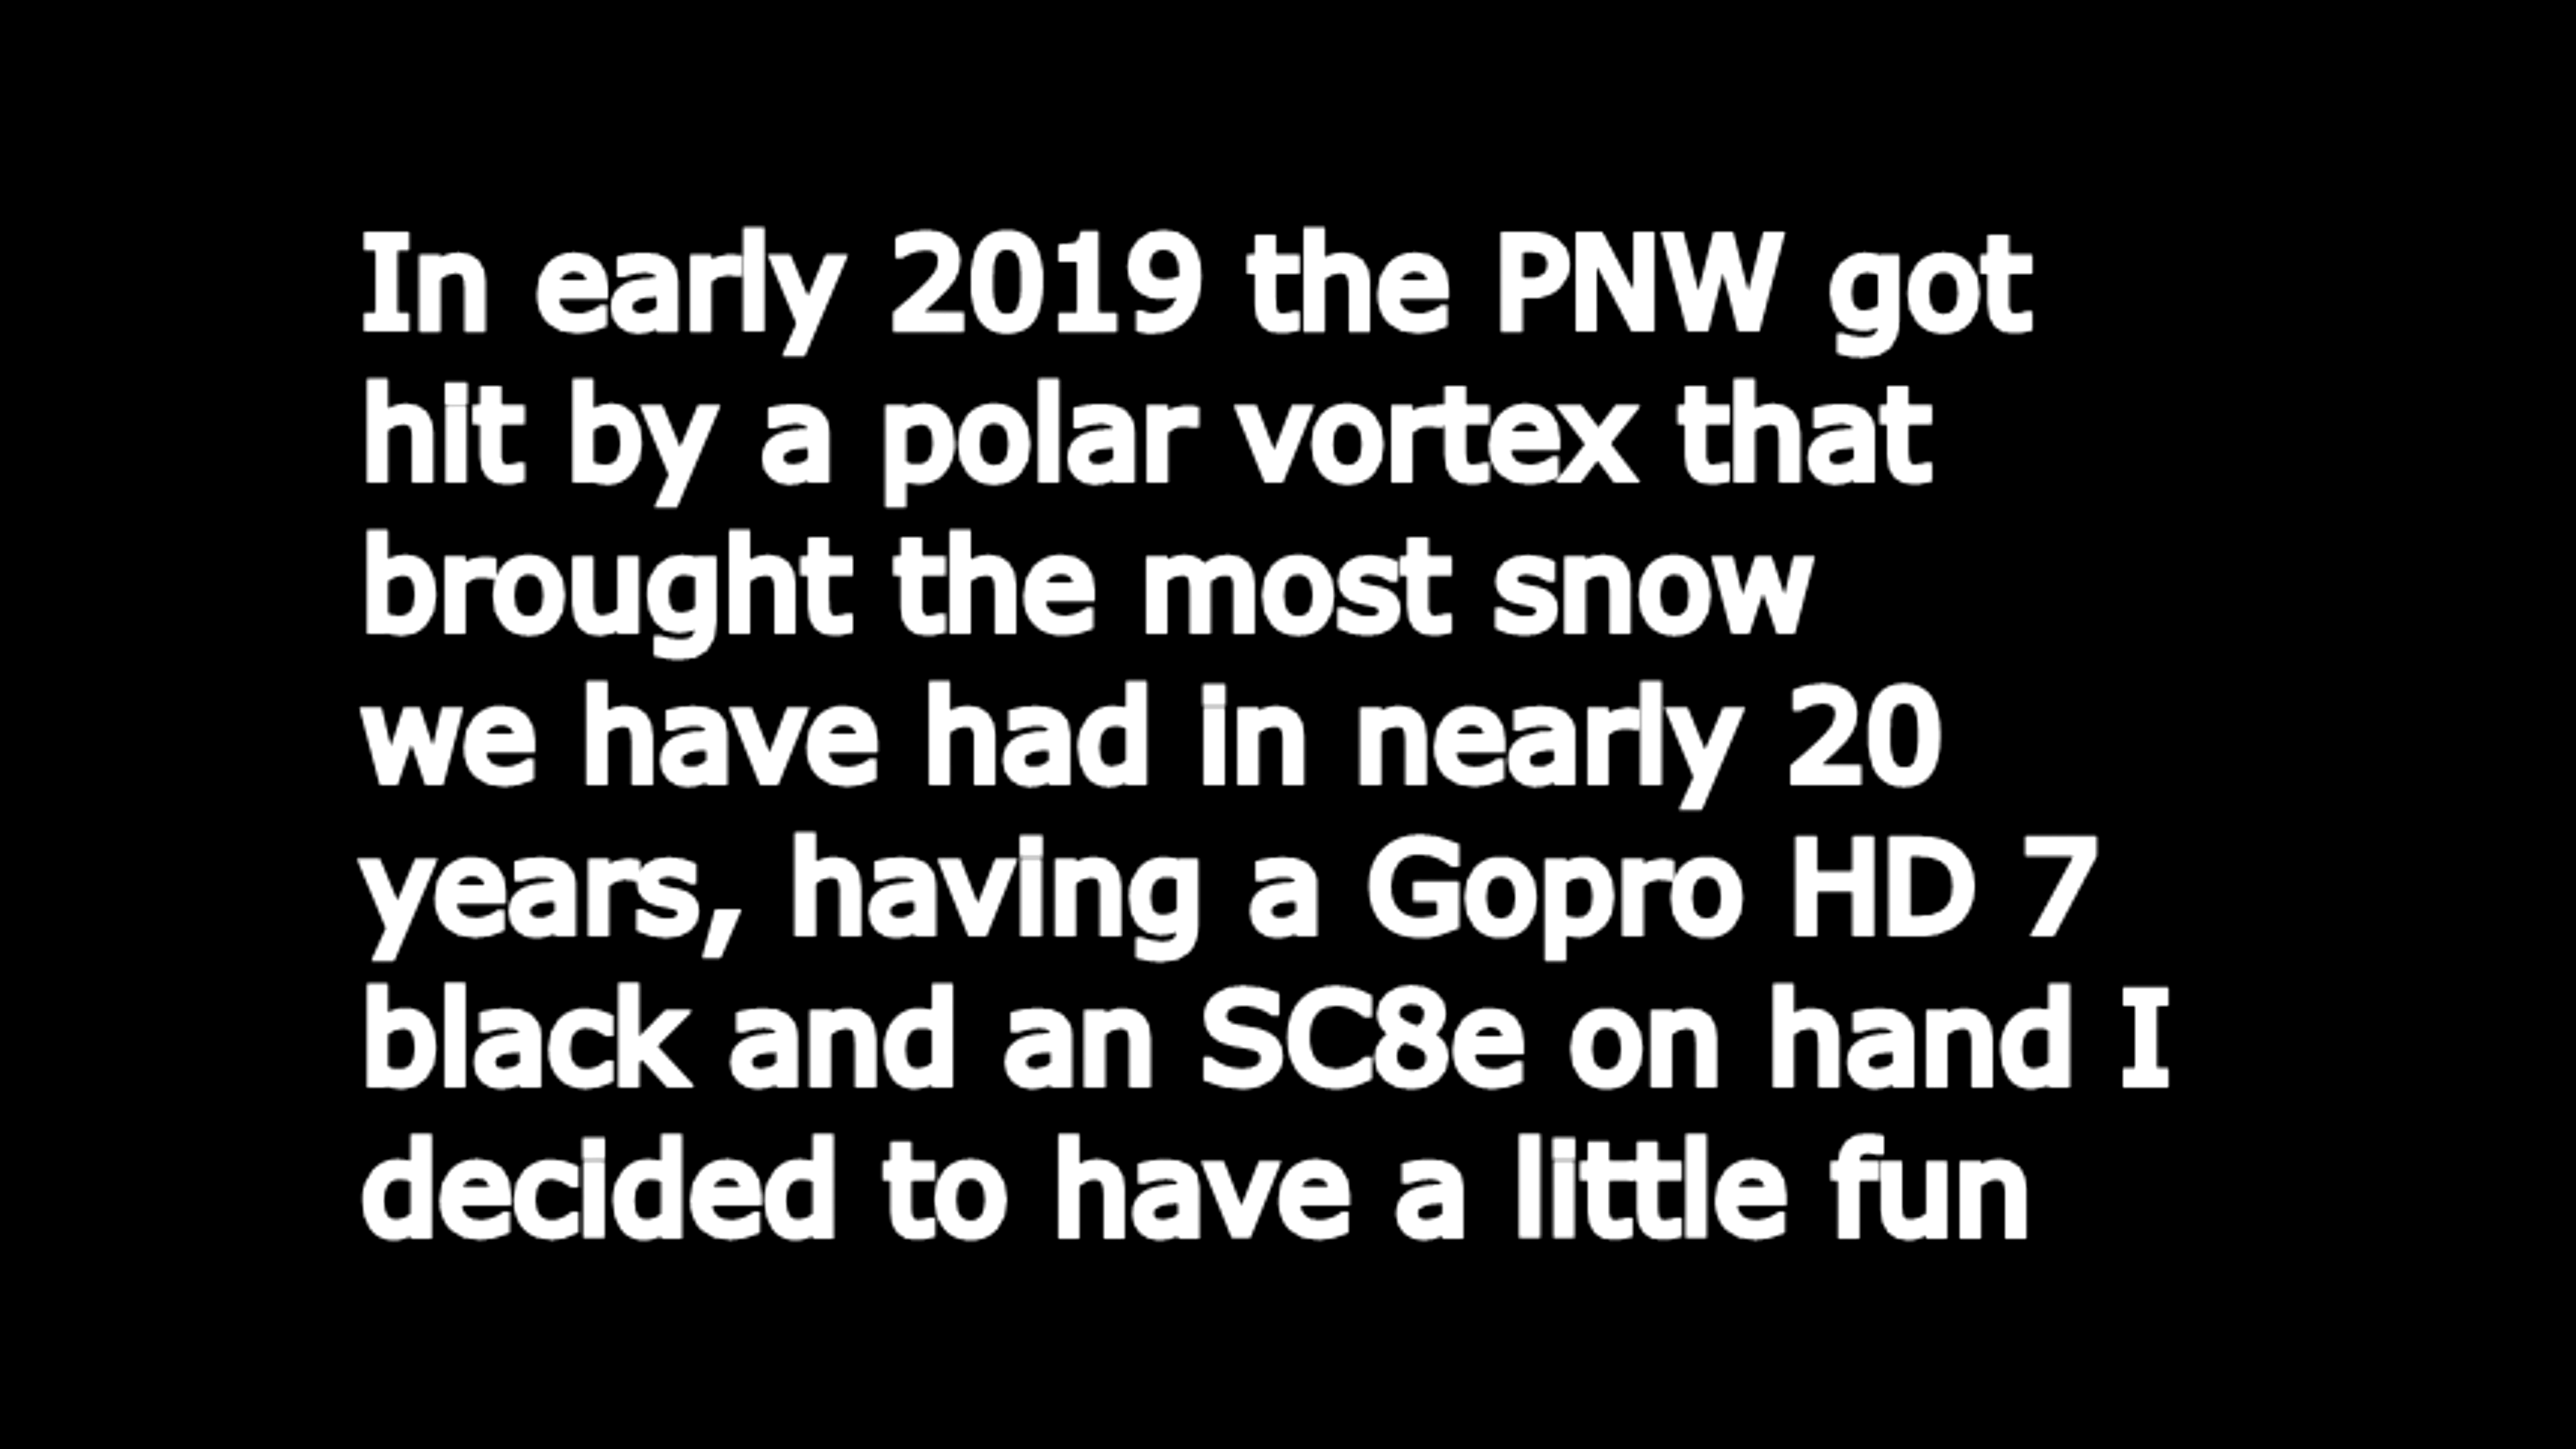 In early 2019 the PNW got
hit by a polar vortex that
brought the most snow
we have had in nearly 20
years, having a Gopro HD 7
black and an SC8e on hand I
decided to have a little fun